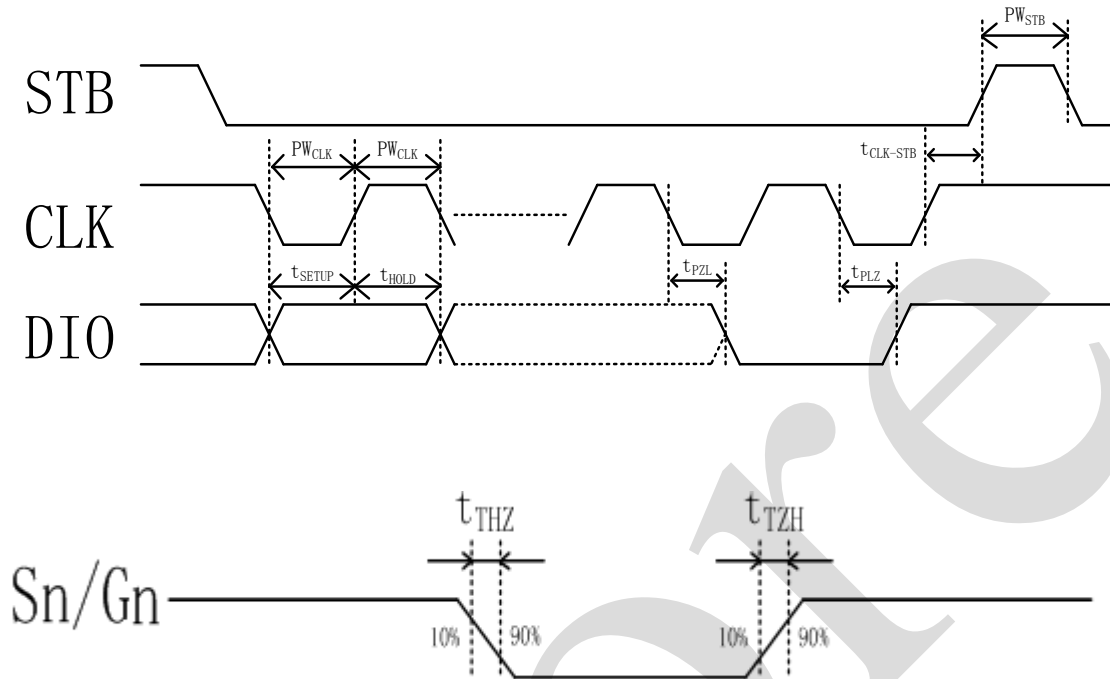 PW_STB
STB
PW_CLK PW_CLK
t_CLK-STB
CLK
t_SETUP t_HOLD t_PZL t_PLZ
DIO
t_THZ t_TZH
Sn/Gn
10% 90% 10% 90%